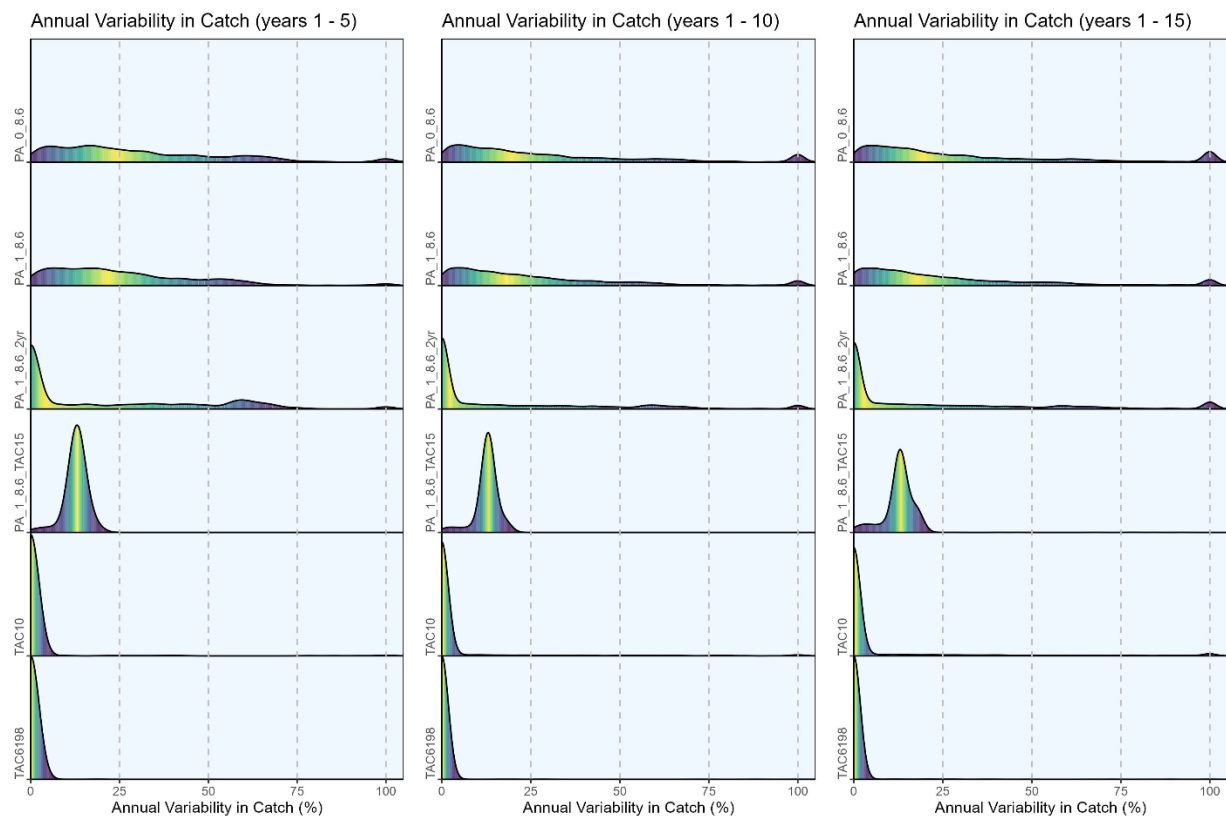 Annual Variability in Catch (years 1 - 5)
PA_0_8.6
PA_1_8.6
PA_1_8.6_2yr
PA_1_8.6_TAC15
TAC10
TAC6198
0 25 50 75 100
Annual Variability in Catch (%)
Annual Variability in Catch (years 1 - 10)
PA_0_8.6
PA_1_8.6
PA_1_8.6_2yr
PA_1_8.6_TAC15
TAC10
TAC6198
0 25 50 75 100
Annual Variability in Catch (%)
Annual Variability in Catch (years 1 - 15)
PA_0_8.6
PA_1_8.6
PA_1_8.6_2yr
PA_1_8.6_TAC15
TAC10
TAC6198
0 25 50 75 100
Annual Variability in Catch (%)